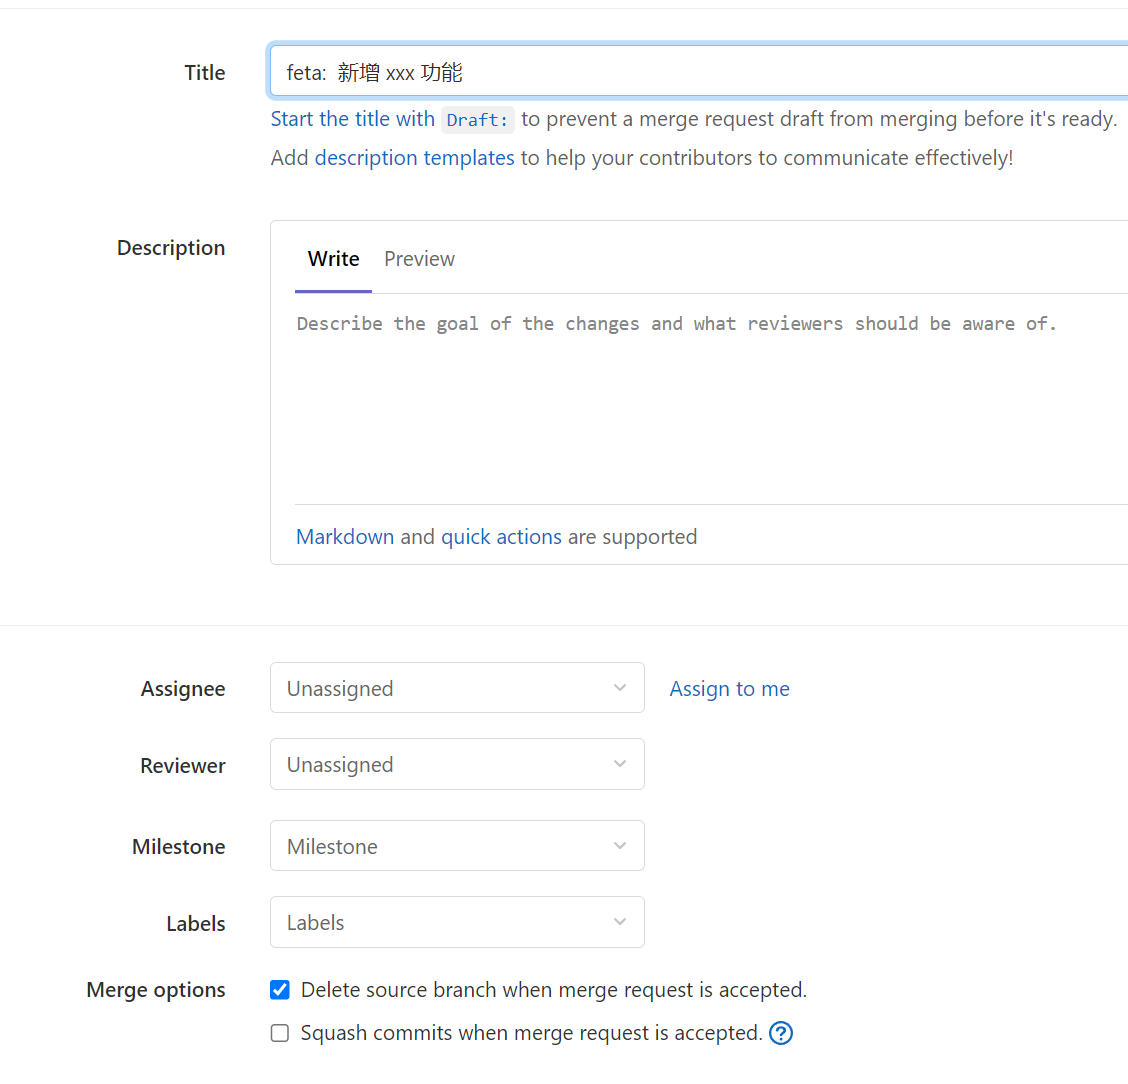 Title
feta:  新增 xxx 功能
Start the title with Draft: to prevent a merge request draft from merging before it's ready.
Add description templates to help your contributors to communicate effectively!
Description
Write Preview
Describe the goal of the changes and what reviewers should be aware of.
Markdown and quick actions are supported
Assignee
Unassigned
Assign to me
Reviewer
Unassigned
Milestone
Milestone
Labels
Labels
Merge options
Delete source branch when merge request is accepted.
Squash commits when merge request is accepted. ?